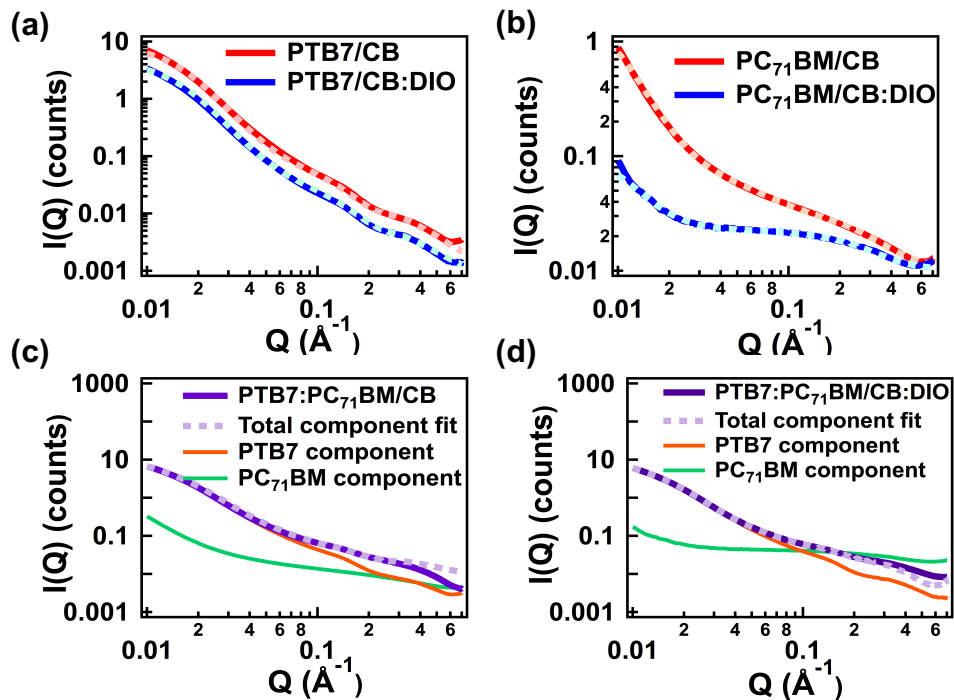 (a)
10
1
0.1
0.01
0.001
I(Q) (counts)
PTB7/CB
PTB7/CB:DIO
0.01
2
4
6
8
0.1
2
4
6
Q (Å⁻¹)
(b)
1
4
2
0.1
4
2
0.01
I(Q) (counts)
PC₇₁BM/CB
PC₇₁BM/CB:DIO
0.01
2
4
6
8
0.1
2
4
6
Q (Å⁻¹)
(c)
1000
10
0.1
0.001
I(Q) (counts)
PTB7:PC₇₁BM/CB
Total component fit
PTB7 component
PC₇₁BM component
0.01
2
4
6
8
0.1
2
4
6
Q (Å⁻¹)
(d)
1000
10
0.1
0.001
I(Q) (counts)
PTB7:PC₇₁BM/CB:DIO
Total component fit
PTB7 component
PC₇₁BM component
0.01
2
4
6
8
0.1
2
4
6
Q (Å⁻¹)